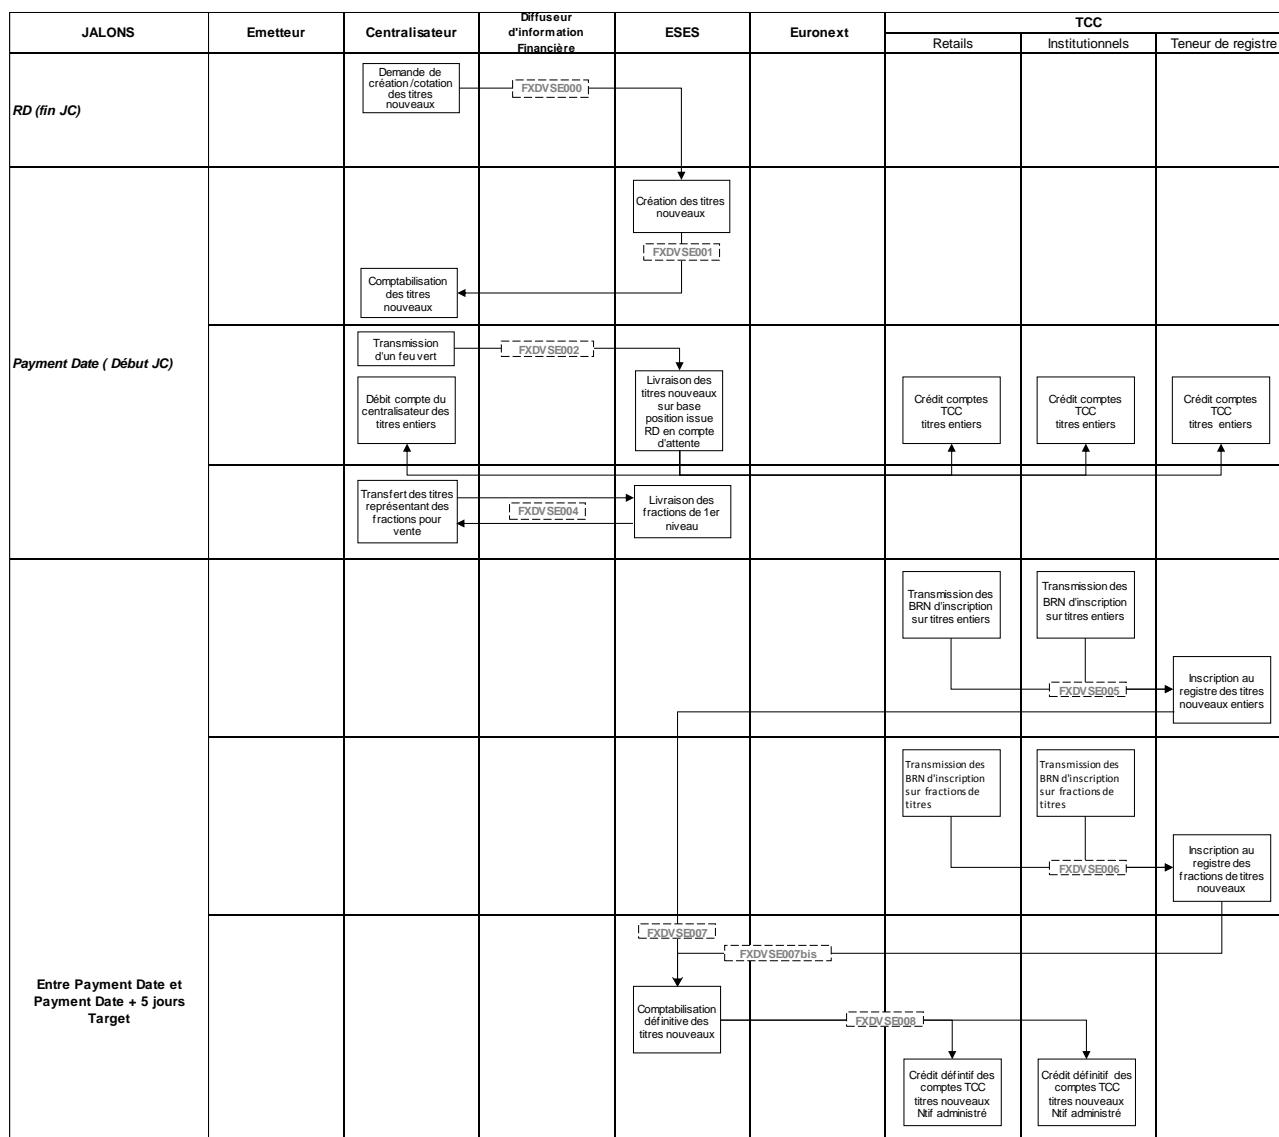 JALONS
Emetteur
Centralisateur
Diffuseur
d'information
Financière
ESES
Euronext
TCC
Retails
Institutionnels
Teneur de registre
RD (fin JC)
Demande de
création /cotation
des titres
nouveaux
FXDVSE000
Payment Date ( Début JC)
Création des titres
nouveaux
FXDVSE001
Comptabilisation
des titres
nouveaux
Transmission
d'un feu vert
FXDVSE002
Débit compte du
centralisateur des
titres entiers
Livraison des
titres nouveaux
sur base
position issue
RD en compte
d'attente
Crédit comptes
TCC
titres entiers
Crédit comptes
TCC
titres entiers
Crédit comptes
TCC
titres entiers
Transfert des titres
représentant des
fractions pour
vente
FXDVSE004
Livraison des
fractions de 1er
niveau
Entre Payment Date et
Payment Date + 5 jours
Target
Transmission des
BRN d'inscription
sur titres entiers
Transmission des
BRN d'inscription
sur titres entiers
FXDVSE005
Inscription au
registre des titres
nouveaux entiers
Transmission des
BRN d'inscription
sur fractions de
titres
Transmission des
BRN d'inscription
sur fractions de
titres
FXDVSE006
Inscription au
registre des
fractions de titres
nouveaux
FXDVSE007
FXDVSE007bis
Comptabilisation
définitive des
titres nouveaux
FXDVSE008
Crédit défintif des
comptes TCC
titres nouveaux
Ntif administré
Crédit définitif des
comptes TCC
titres nouveaux
Ntif administré